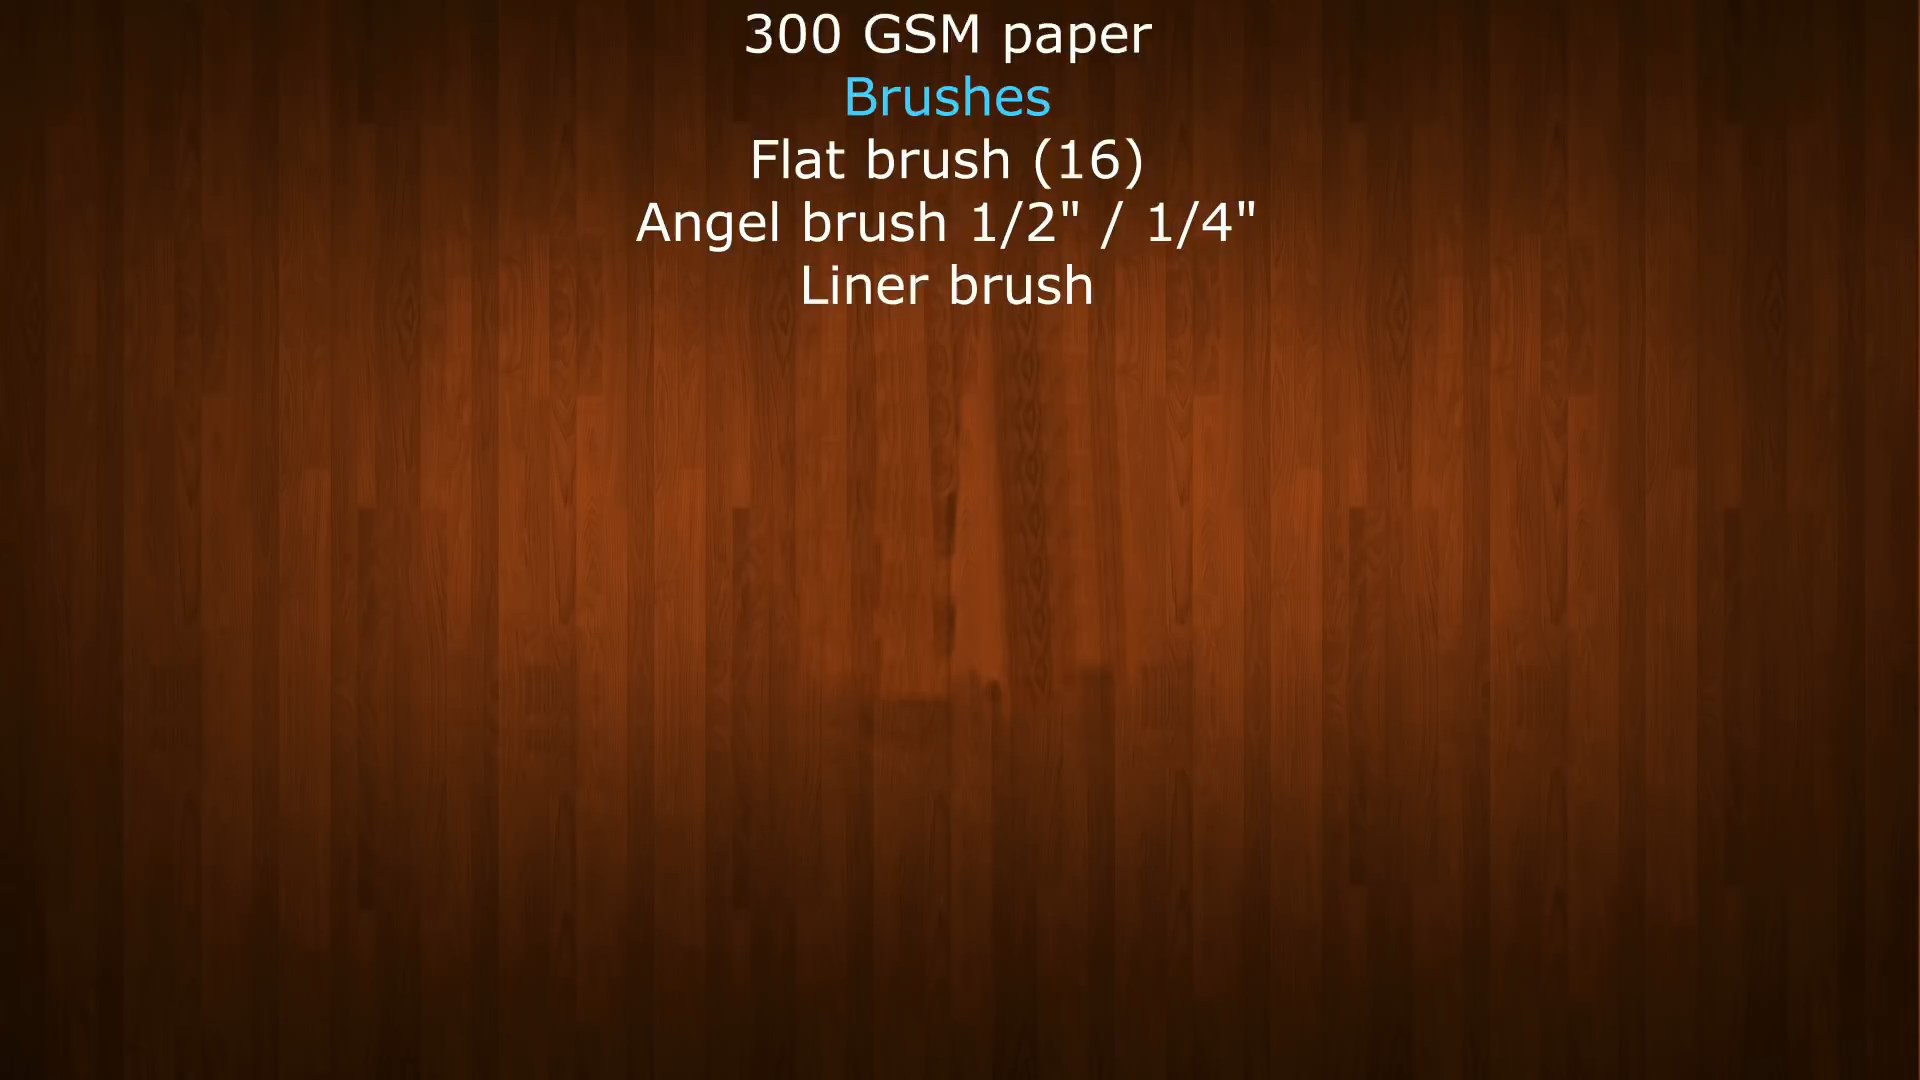 300 GSM paper
Brushes
Flat brush (16)
Angel brush 1/2" / 1/4"
Liner brush